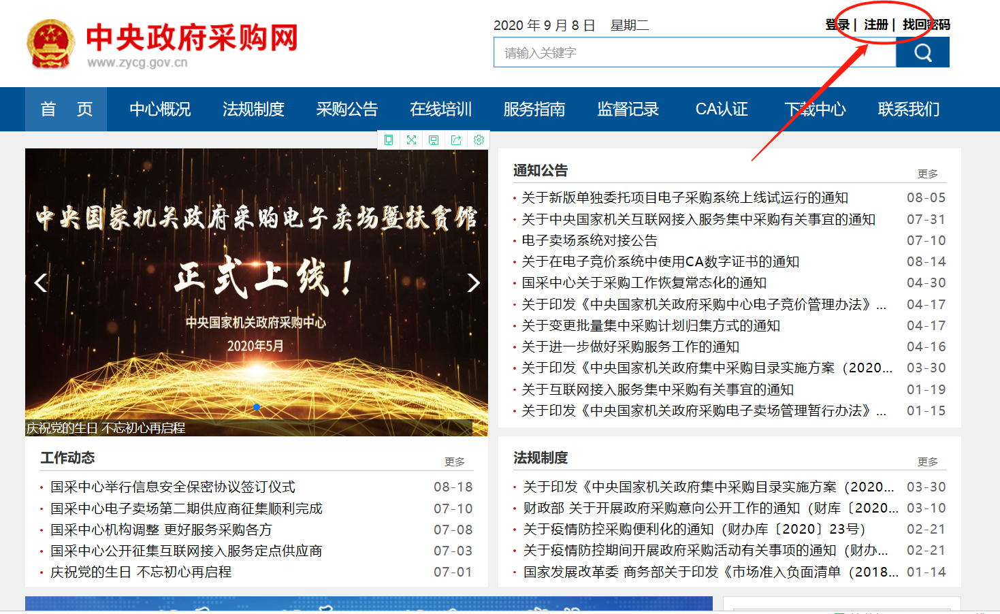 中央政府采购网
www.zycg.gov.cn
2020 年 9 月 8 日 星期二
登录 | 注册 | 找回密码
请输入关键字
首 页 中心概况 法规制度 采购公告 在线培训 服务指南 监督记录 CA认证 下载中心 联系我们
中央国家机关政府采购电子卖场暨扶贫馆
正式上线!
中央国家机关政府采购中心
2020年5月
庆祝党的生日 不忘初心再启程
通知公告 更多
关于新版单独委托项目电子采购系统上线试运行的通知 08-05
关于中央国家机关互联网接入服务集中采购有关事宜的通知 07-31
电子卖场系统对接公告 07-10
关于在电子竞价系统中使用CA数字证书的通知 08-14
国采中心关于采购工作恢复常态化的通知 04-30
关于印发《中央国家机关政府采购中心电子竞价管理办法》... 04-17
关于变更批量集中采购计划归集方式的通知 04-17
关于进一步做好采购服务工作的通知 04-16
关于印发《中央国家机关政府集中采购目录实施方案（2020... 03-30
关于互联网接入服务集中采购有关事宜的通知 01-19
关于印发《中央国家机关政府采购电子卖场管理暂行办法》... 01-15
工作动态 更多
国采中心举行信息安全保密协议签订仪式 08-18
国采中心电子卖场第二期供应商征集顺利完成 07-10
国采中心机构调整 更好服务采购各方 07-08
国采中心公开征集互联网接入服务定点供应商 07-03
庆祝党的生日 不忘初心再启程 07-01
法规制度 更多
关于印发《中央国家机关政府集中采购目录实施方案（2020... 03-30
财政部 关于开展政府采购意向公开工作的通知（财库〔2020... 03-10
关于疫情防控采购便利化的通知（财办库〔2020〕23号） 02-21
关于疫情防控期间开展政府采购活动有关事项的通知（财办... 02-21
国家发展改革委 商务部关于印发《市场准入负面清单（2018... 01-14